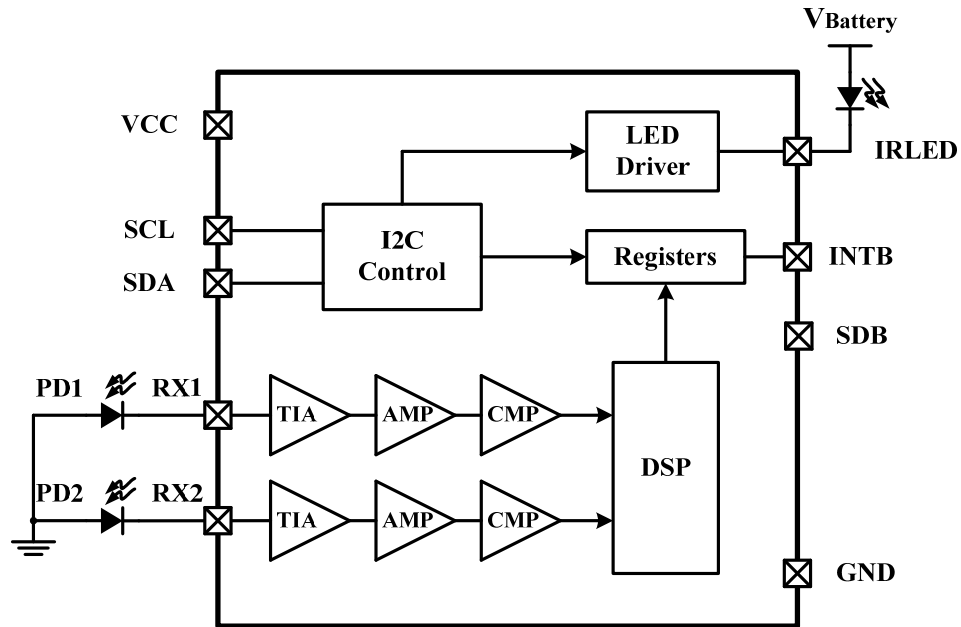 VBattery
VCC
LED
Driver
IRLED
SCL
I2C
Control
Registers
INTB
SDA
SDB
PD1
RX1
TIA
AMP
CMP
DSP
PD2
RX2
TIA
AMP
CMP
GND